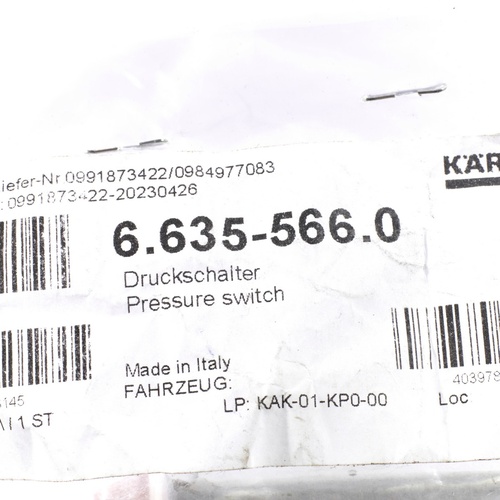 iefer-Nr 0991873422/0984977083
: 0991873422-20230426
KÄR
6.635-566.0
Druckschalter
Pressure switch
Made in Italy
FAHRZEUG:
LP: KAK-01-KP0-00
145
1 ST
403978
Loc